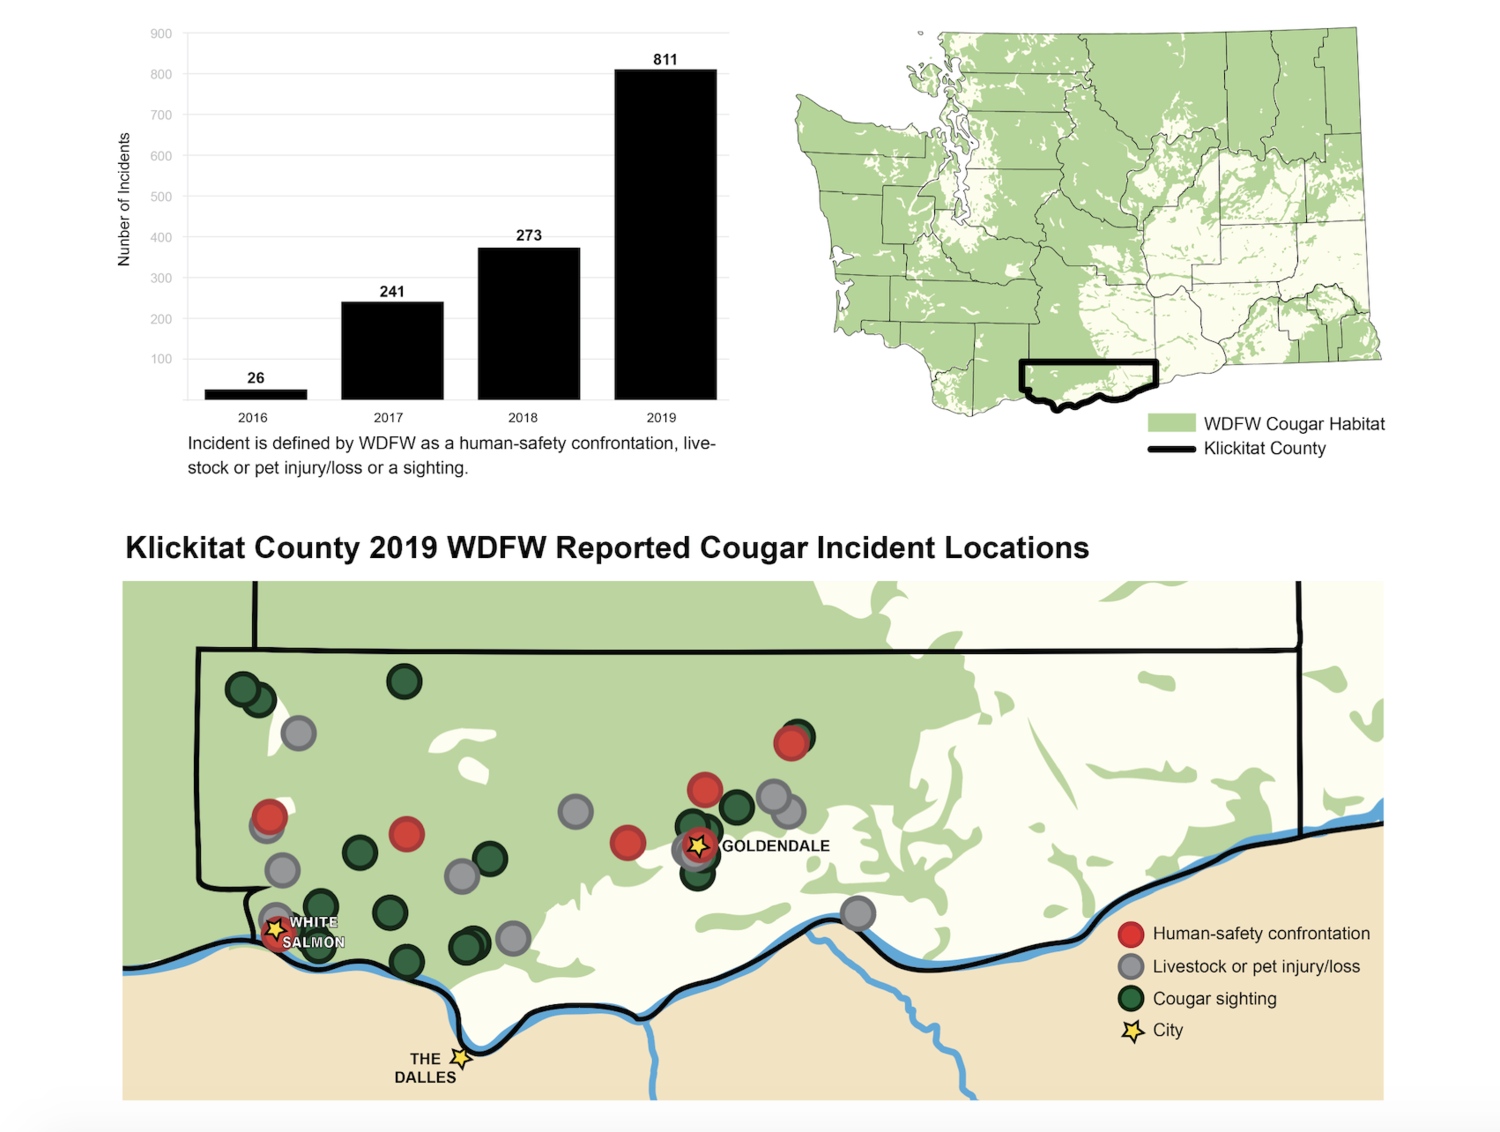 900
800
700
600
500
400
300
200
100
Nunber of Incidents
26
241
273
811
2016
2017
2018
2019
Incident is defined by WDFW as a human-safety confrontation, live-
stock or pet injury/loss or a sighting.
WDFW Cougar Habitat
Klickitat County
Klickitat County 2019 WDFW Reported Cougar Incident Locations
GOLDENDALE
WHITE
SALMON
THE
DALLES
Human-safety confrontation
Livestock or pet injury/loss
Cougar sighting
City